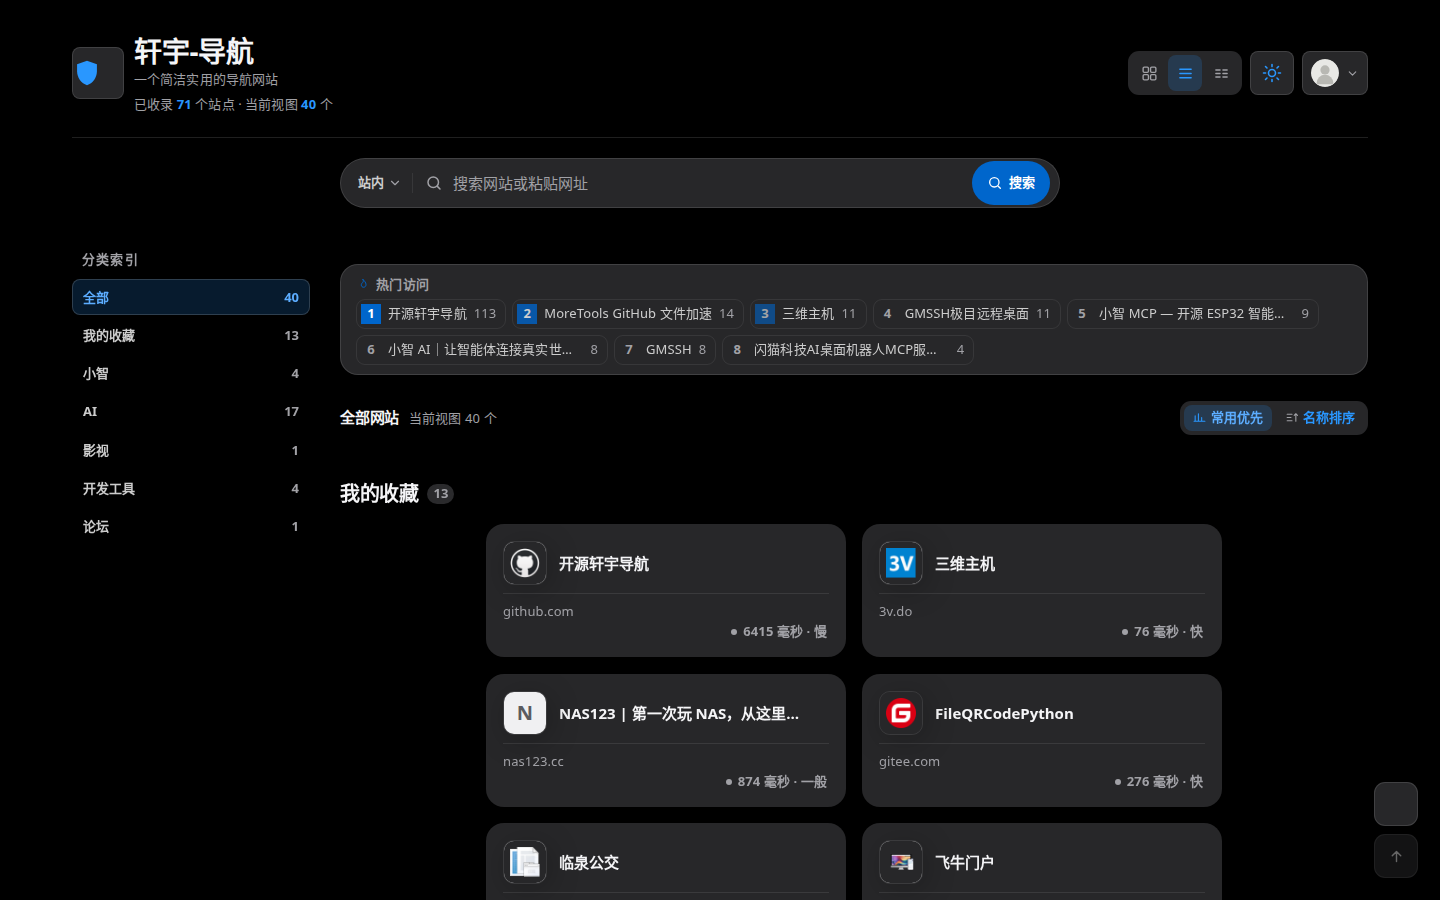 轩宇-导航
一个简洁实用的导航网站
已收录 71 个站点 · 当前视图 40 个
站内
搜索网站或粘贴网址
搜索
分类索引
全部 40
我的收藏 13
小智 4
AI 17
影视 1
开发工具 4
论坛 1
热门访问
1 开源轩宇导航 113
2 MoreTools GitHub 文件加速 14
3 三维主机 11
4 GMSSH极目远程桌面 11
5 小智 MCP — 开源 ESP32 智能... 9
6 小智 AI｜让智能体连接真实世... 8
7 GMSSH 8
8 闪猫科技AI桌面机器人MCP服... 4
全部网站 当前视图 40 个
常用优先
名称排序
我的收藏 13
开源轩宇导航
github.com
6415 毫秒 · 慢
三维主机
3v.do
76 毫秒 · 快
N
NAS123 | 第一次玩 NAS，从这里...
nas123.cc
874 毫秒 · 一般
FileQRCodePython
gitee.com
276 毫秒 · 快
临泉公交
飞牛门户
3V